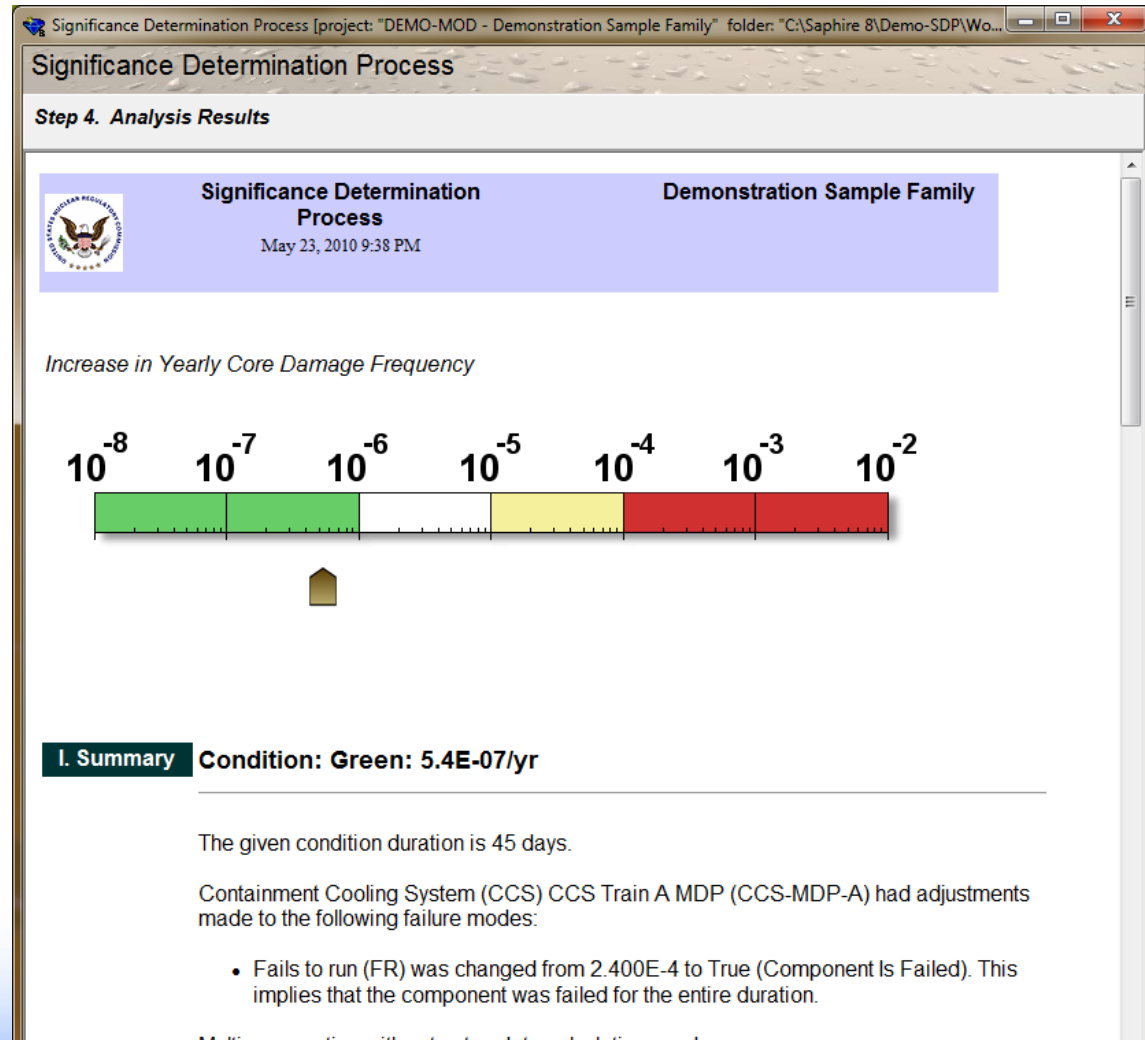 Significance Determination Process [project: "DEMO-MOD - Demonstration Sample Family" folder: "C:\Saphire 8\Demo-SDP\Wo...
Significance Determination Process
Step 4. Analysis Results
UNITED STATES NUCLEAR REGULATORY COMMISSION
Significance Determination
Process
May 23, 2010 9:38 PM
Demonstration Sample Family
Increase in Yearly Core Damage Frequency
10^-8 10^-7 10^-6 10^-5 10^-4 10^-3 10^-2
I. Summary Condition: Green: 5.4E-07/yr
The given condition duration is 45 days.
Containment Cooling System (CCS) CCS Train A MDP (CCS-MDP-A) had adjustments
made to the following failure modes:
• Fails to run (FR) was changed from 2.400E-4 to True (Component Is Failed). This
implies that the component was failed for the entire duration.